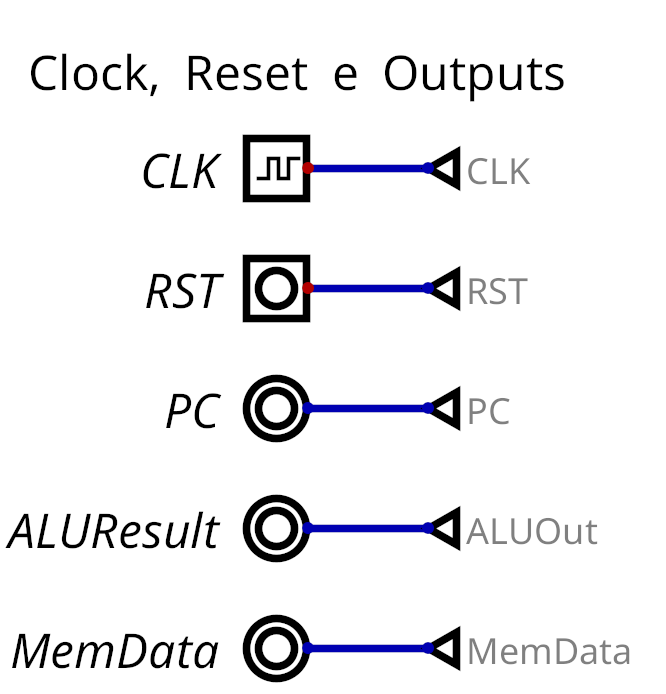 Clock, Reset e Outputs
CLK CLK
RST RST
PC PC
ALUResult ALUOut
MemData MemData